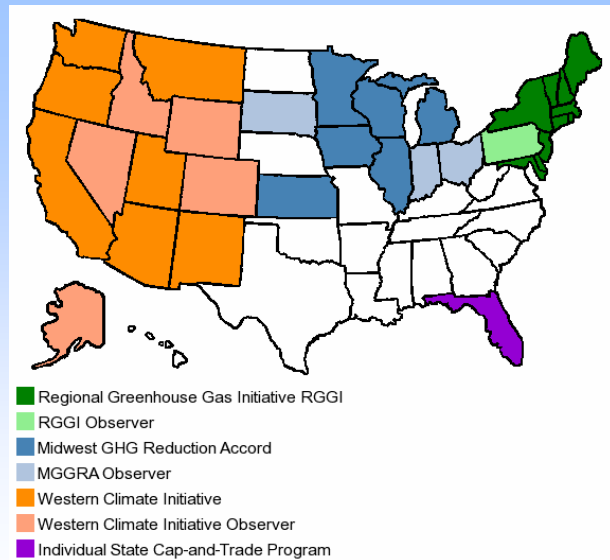 Regional Greenhouse Gas Initiative RGGI
RGGI Observer
Midwest GHG Reduction Accord
MGGRA Observer
Western Climate Initiative
Western Climate Initiative Observer
Individual State Cap-and-Trade Program